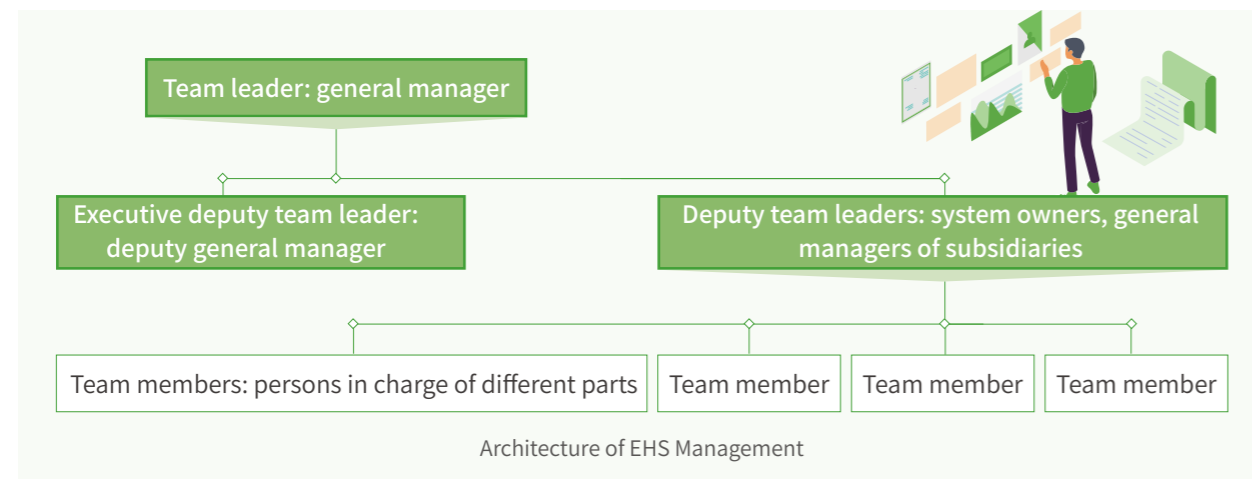 Team leader: general manager
Executive deputy team leader:
deputy general manager
Deputy team leaders: system owners, general
managers of subsidiaries
Team members: persons in charge of different parts
Team member
Team member
Team member
Architecture of EHS Management